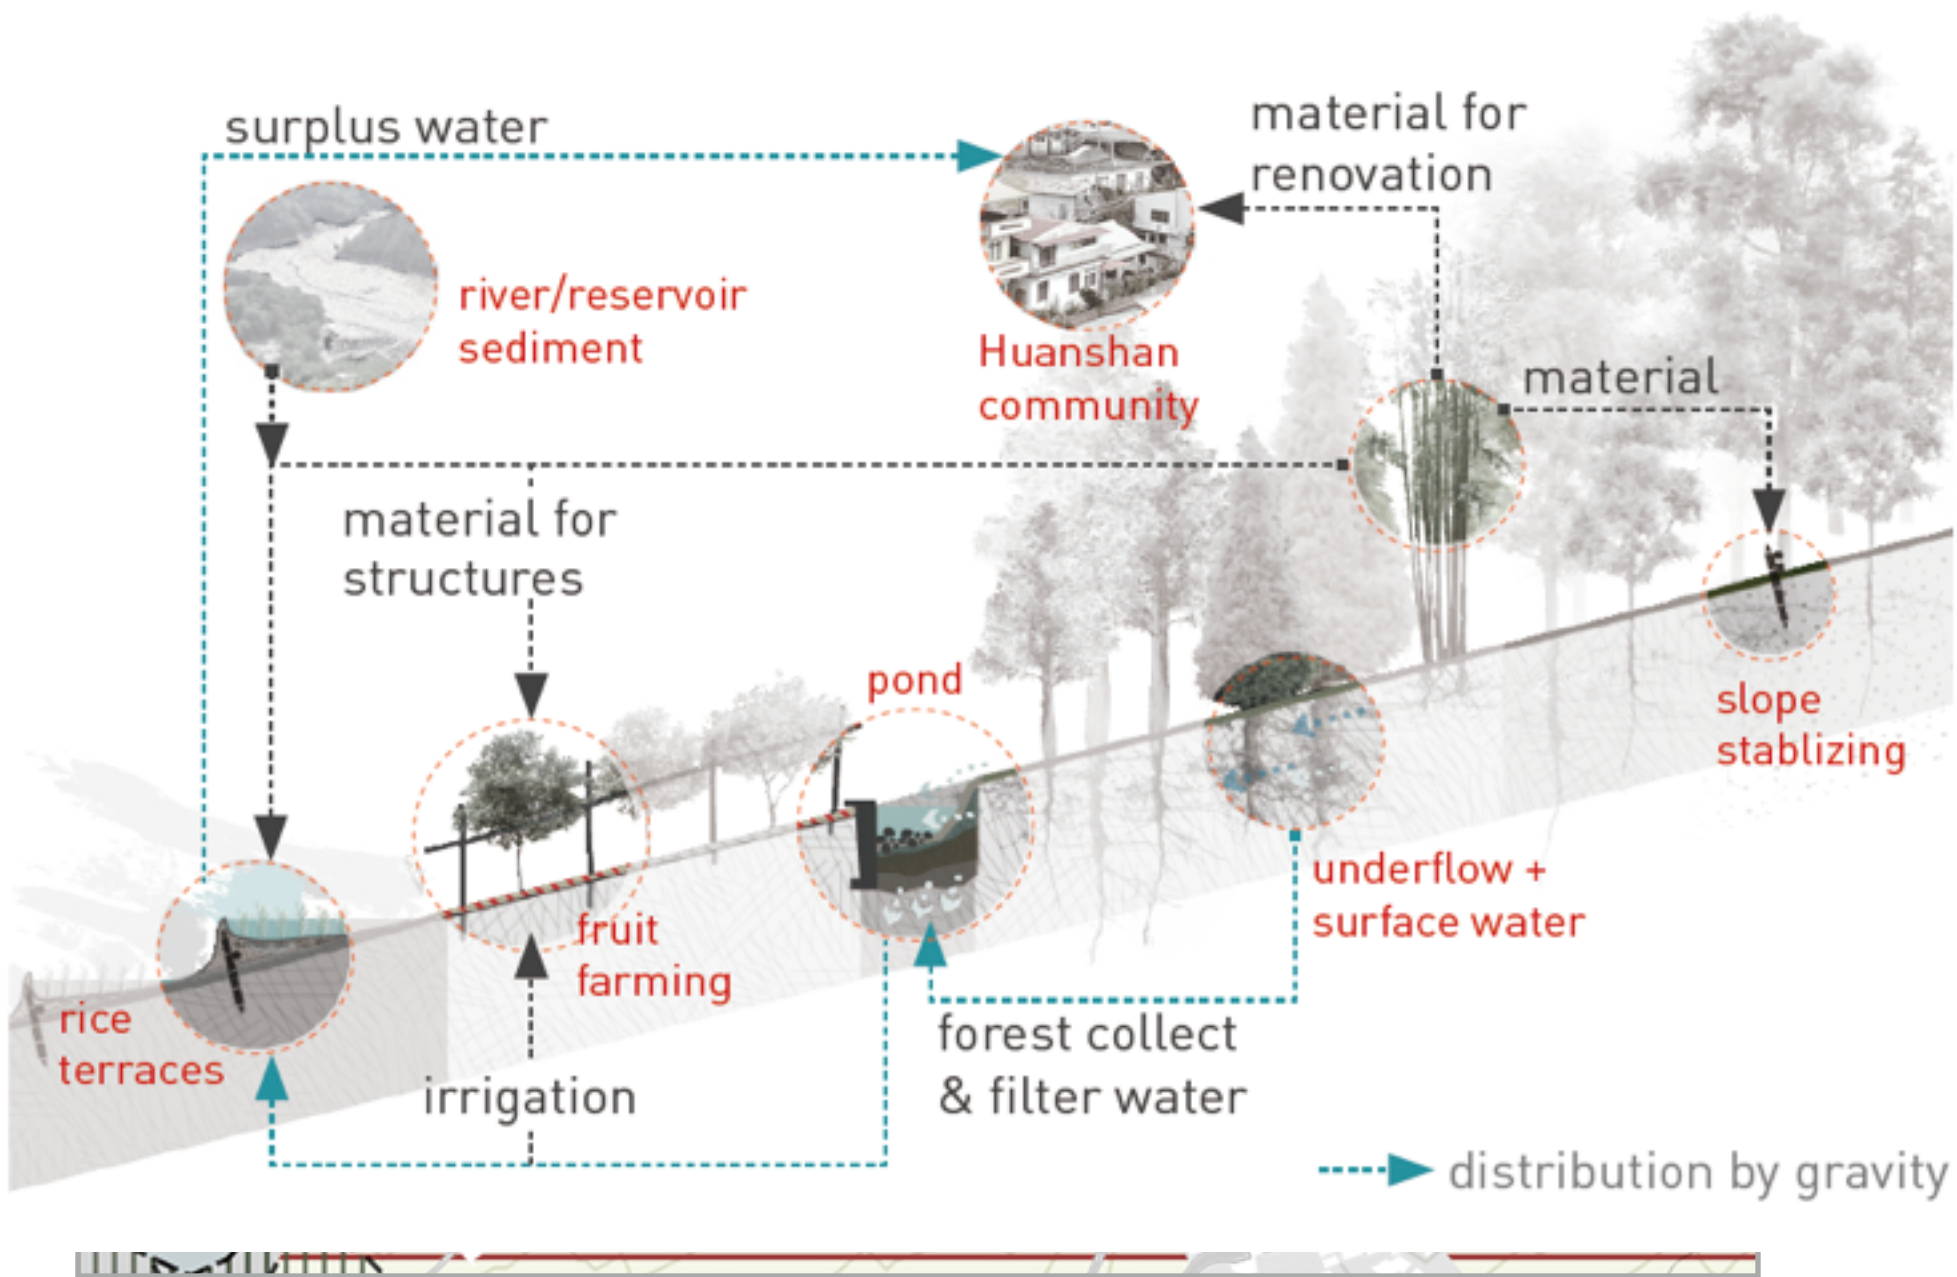 surplus water
material for
renovation
river/reservoir
sediment
Huanshan
community
material
material for
structures
pond
slope
stablizing
underflow +
surface water
fruit
farming
rice
terraces
irrigation
forest collect
& filter water
distribution by gravity